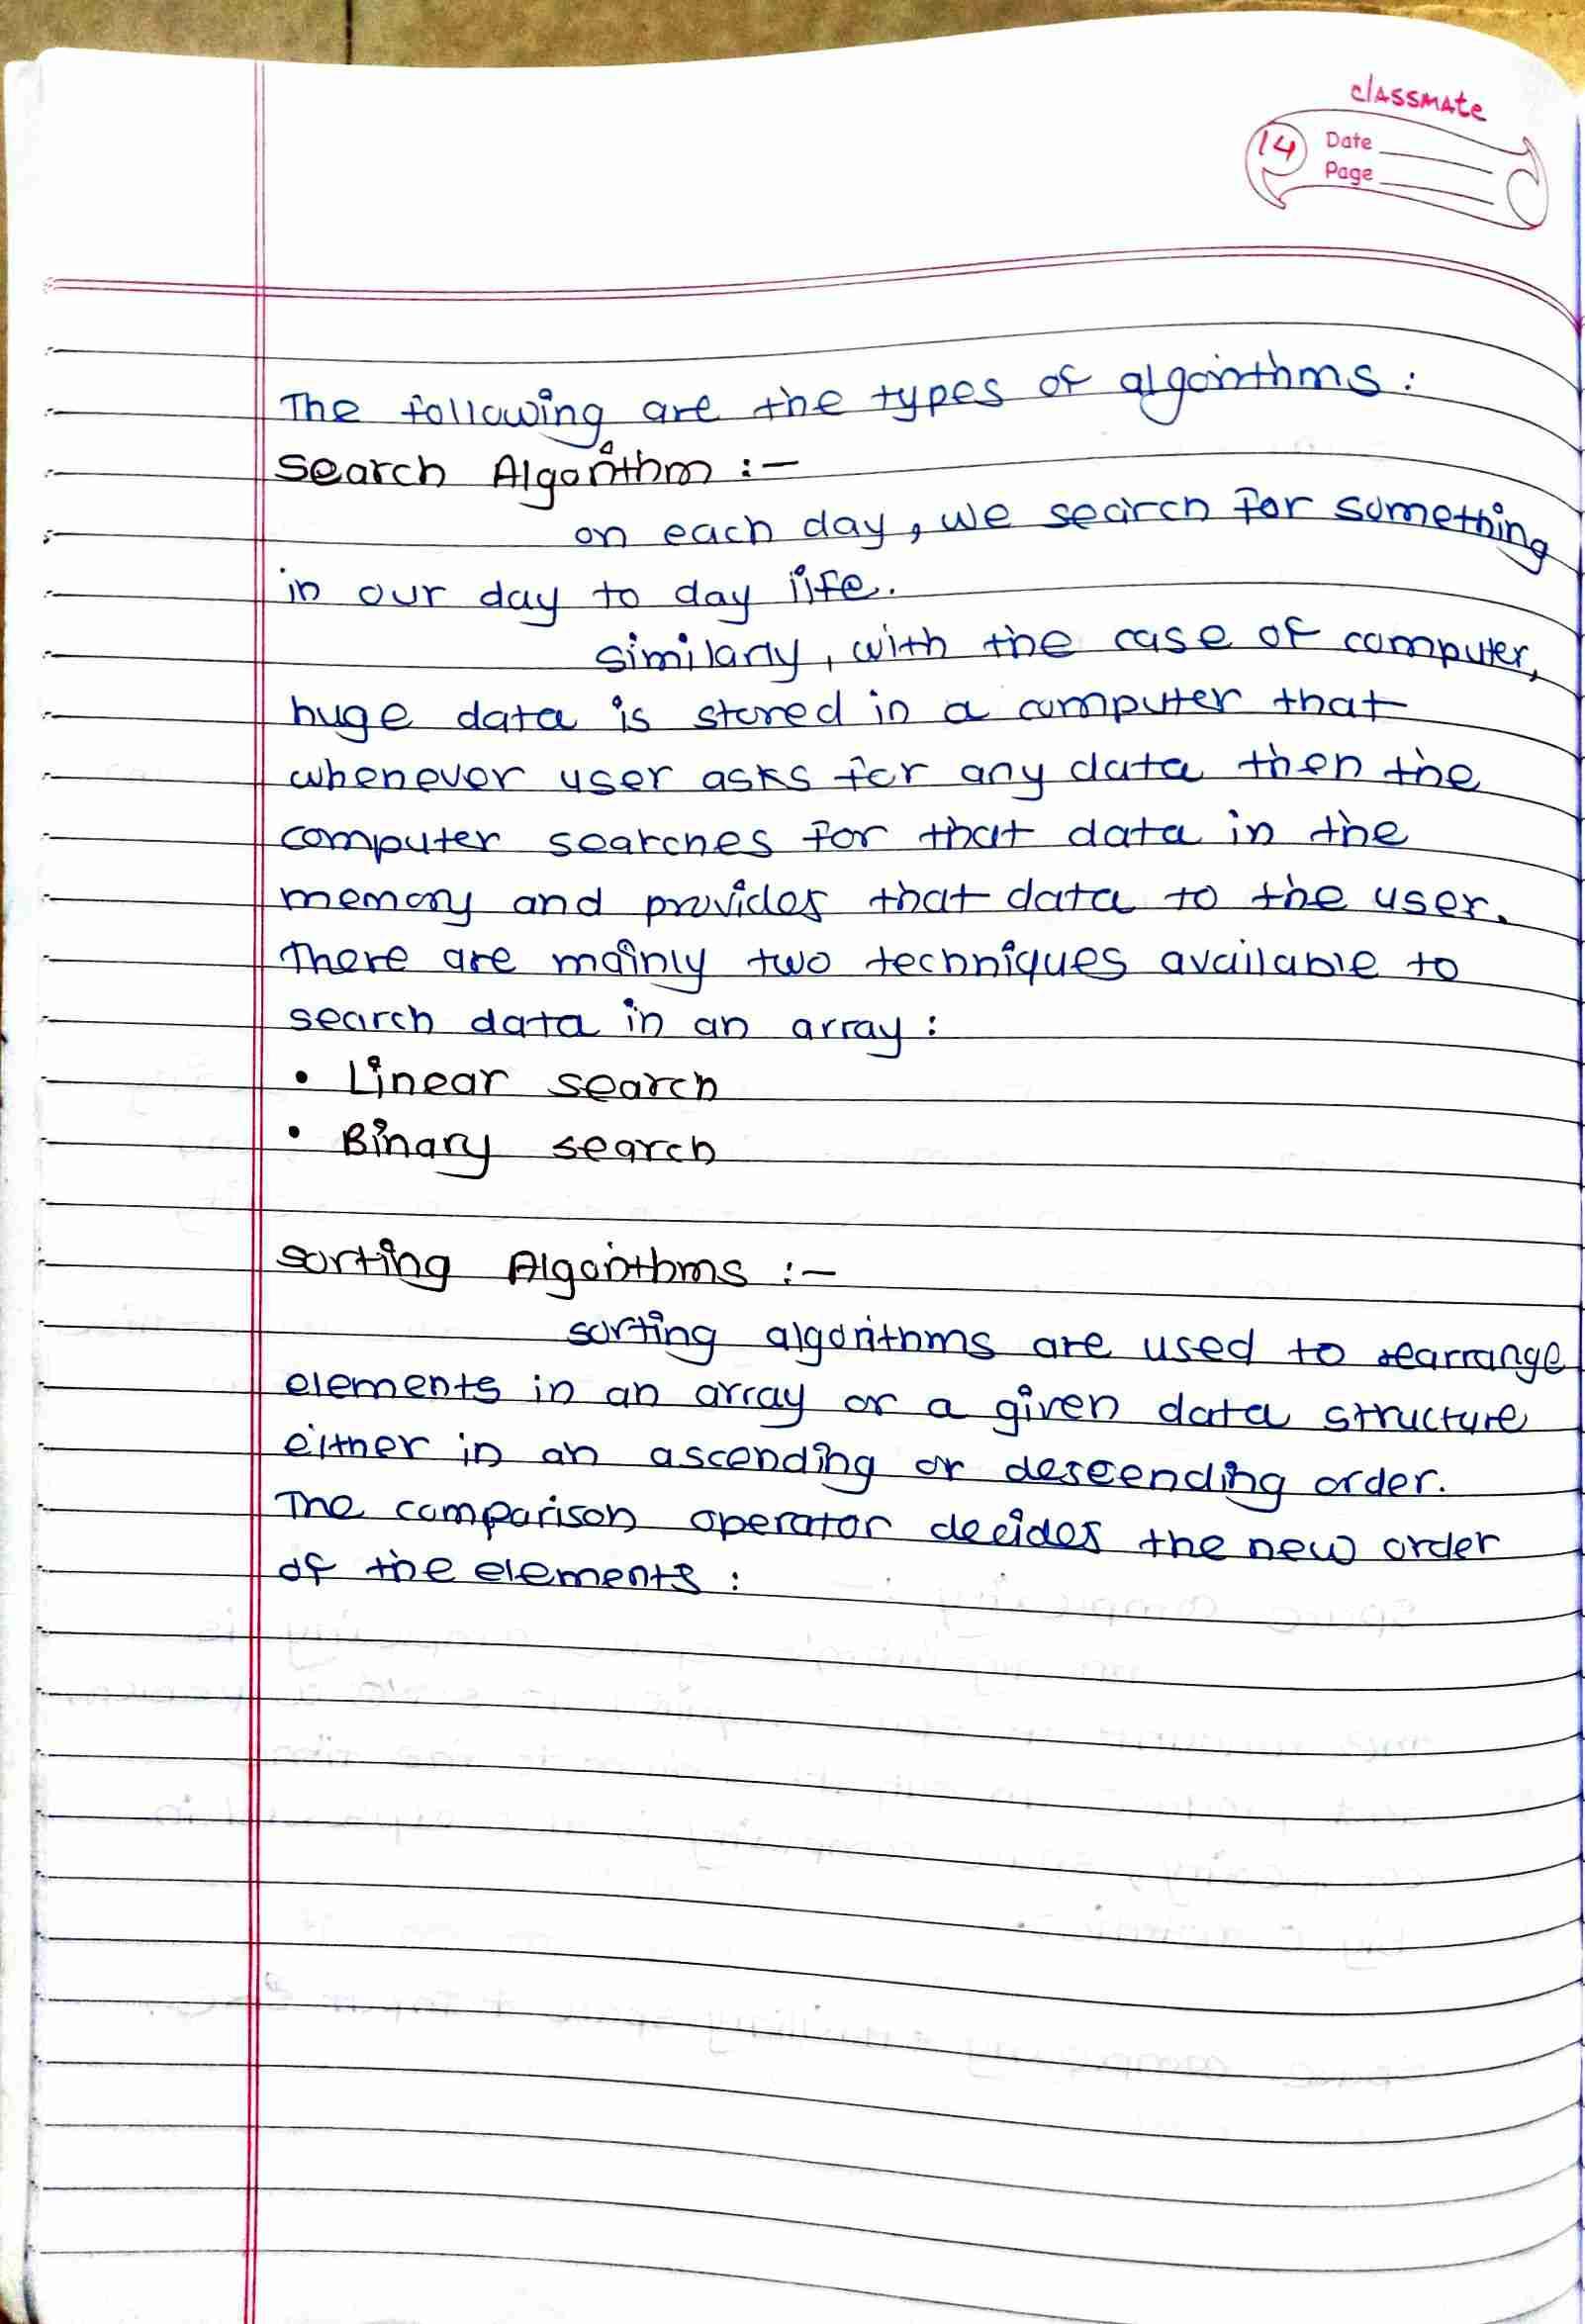 classmate
14 Date
Page
The following are the types of algorithms :
Search Algorithm :-
on each day, we search for something
in our day to day life.
similarly, with the case of computer,
huge data is stored in a computer that
whenever user asks for any data then the
computer searches for that data in the
memory and provides that data to the user.
There are mainly two techniques available to
search data in an array :
• Linear search
• Binary search
Sorting Algorithms :-
sorting algorithms are used to rearrange
elements in an array or a given data structure
either in an ascending or descending order.
The comparison operator decides the new order
of the elements :